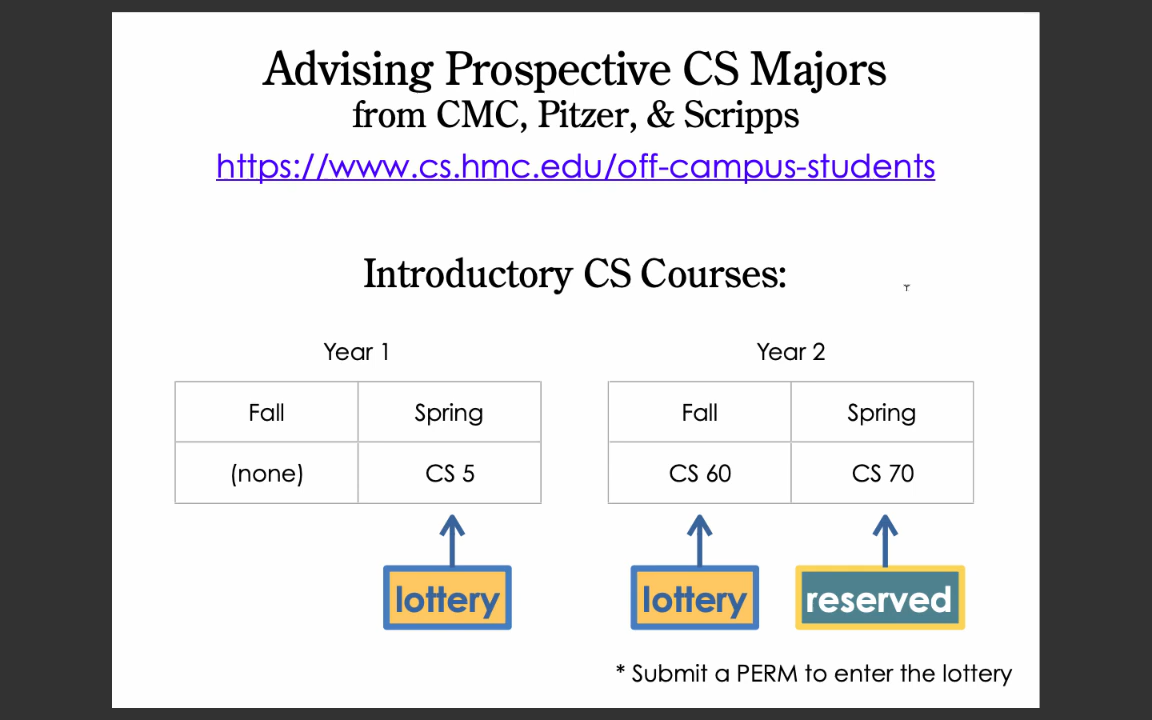 Advising Prospective CS Majors
from CMC, Pitzer, & Scripps
https://www.cs.hmc.edu/off-campus-students
Introductory CS Courses:
Year 1
Fall Spring
(none) CS 5
lottery
Year 2
Fall Spring
CS 60 CS 70
lottery reserved
* Submit a PERM to enter the lottery